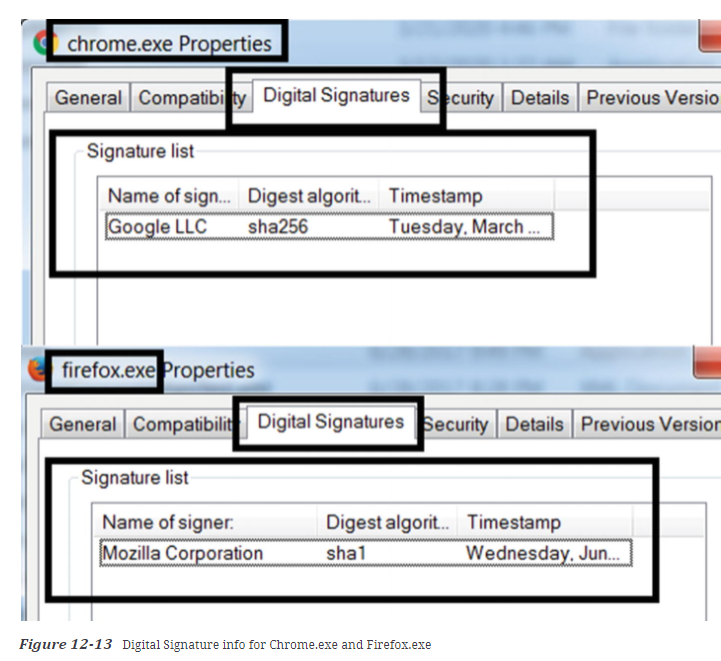 chrome.exe Properties
General Compatibility Digital Signatures Security Details Previous Versio
Signature list
Name of sign... Digest algorit... Timestamp
Google LLC sha256 Tuesday, March ...
firefox.exe Properties
General Compatibilit Digital Signatures Security Details Previous Version
Signature list
Name of signer: Digest algorit... Timestamp
Mozilla Corporation sha1 Wednesday, Jun...
Figure 12-13 Digital Signature info for Chrome.exe and Firefox.exe